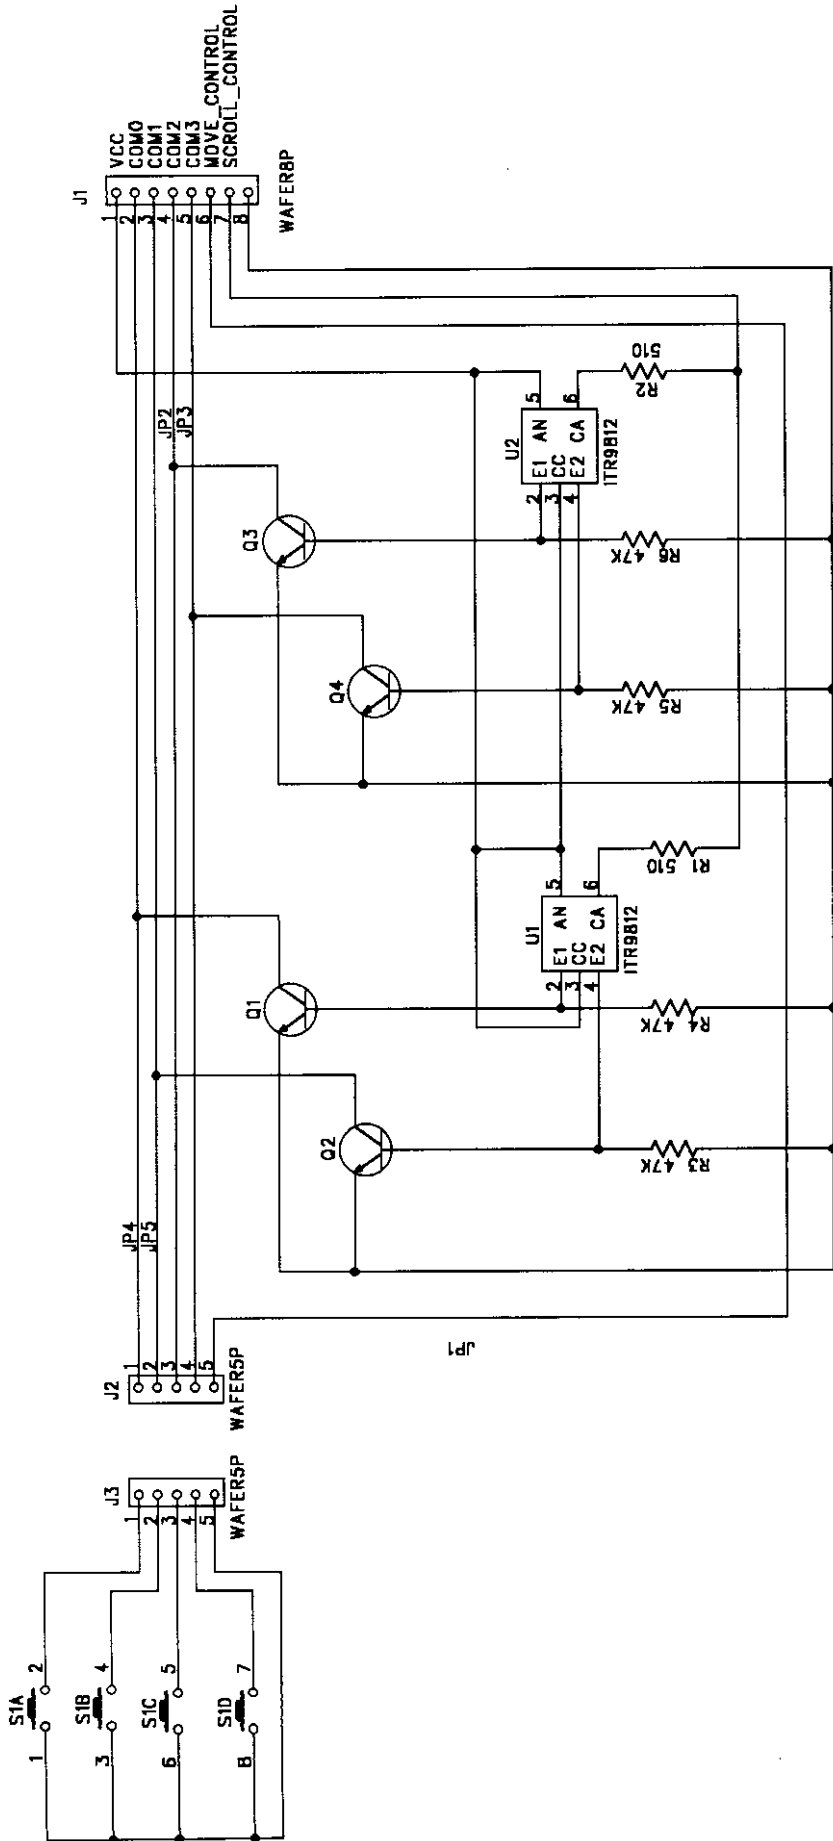 J1
VCC
COM0
COM1
COM2
COM3
MOVE_CONTROL
SCROLL_CONTROL
1
2
3
4
5
6
7
8
WAFER8P
JP2
JP3
R2
510
5
6
U2
E1 AN
CC
E2 CA
ITR9812
2
3
4
Q3
R6
47K
Q4
R5
47K
R1
510
5
6
U1
E1 AN
CC
E2 CA
ITR9812
2
3
4
Q1
R4
47K
Q2
R3
47K
JP4
JP5
JP1
J2
1
2
3
4
5
WAFER5P
J3
1
2
3
4
5
WAFER5P
S1A
1
2
S1B
3
4
S1C
6
5
S1D
8
7